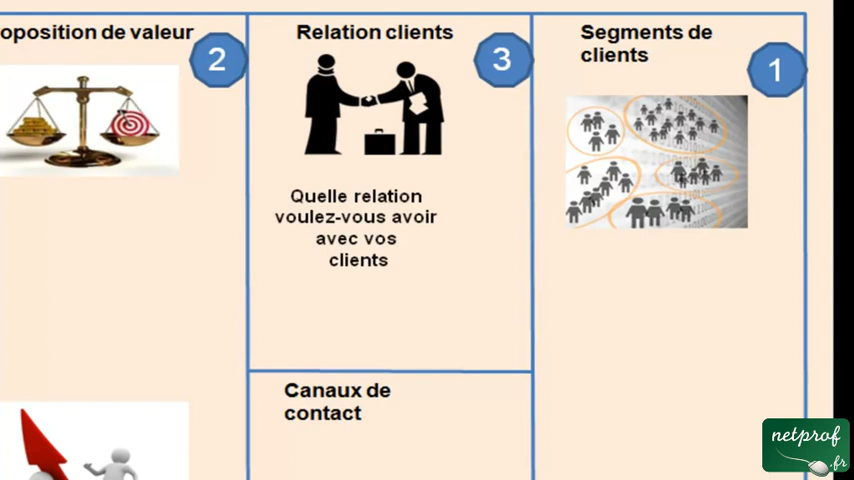 oposition de valeur
2
Relation clients
3
Segments de
clients
1
Quelle relation
voulez-vous avoir
avec vos
clients
Canaux de
contact
netprof
.fr